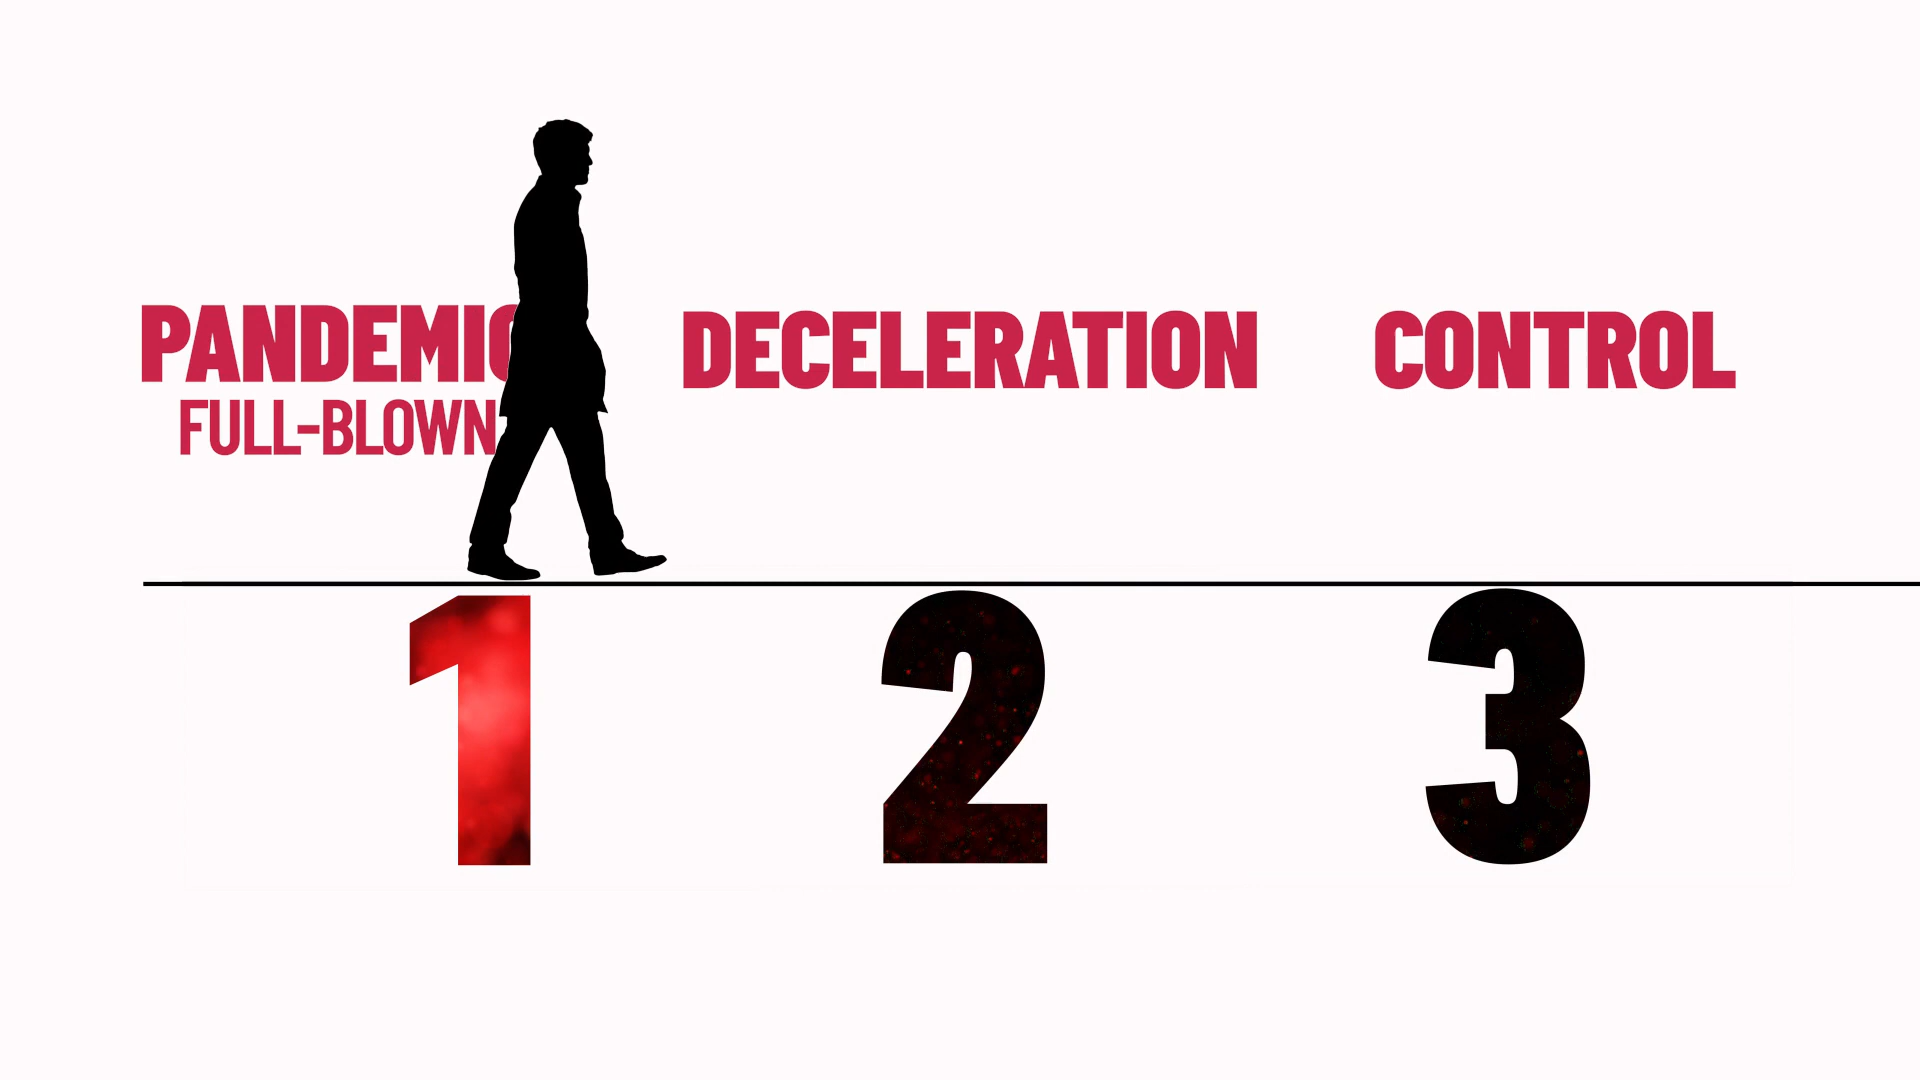 PANDEMIC
FULL-BLOWN
DECELERATION
CONTROL
1
2
3